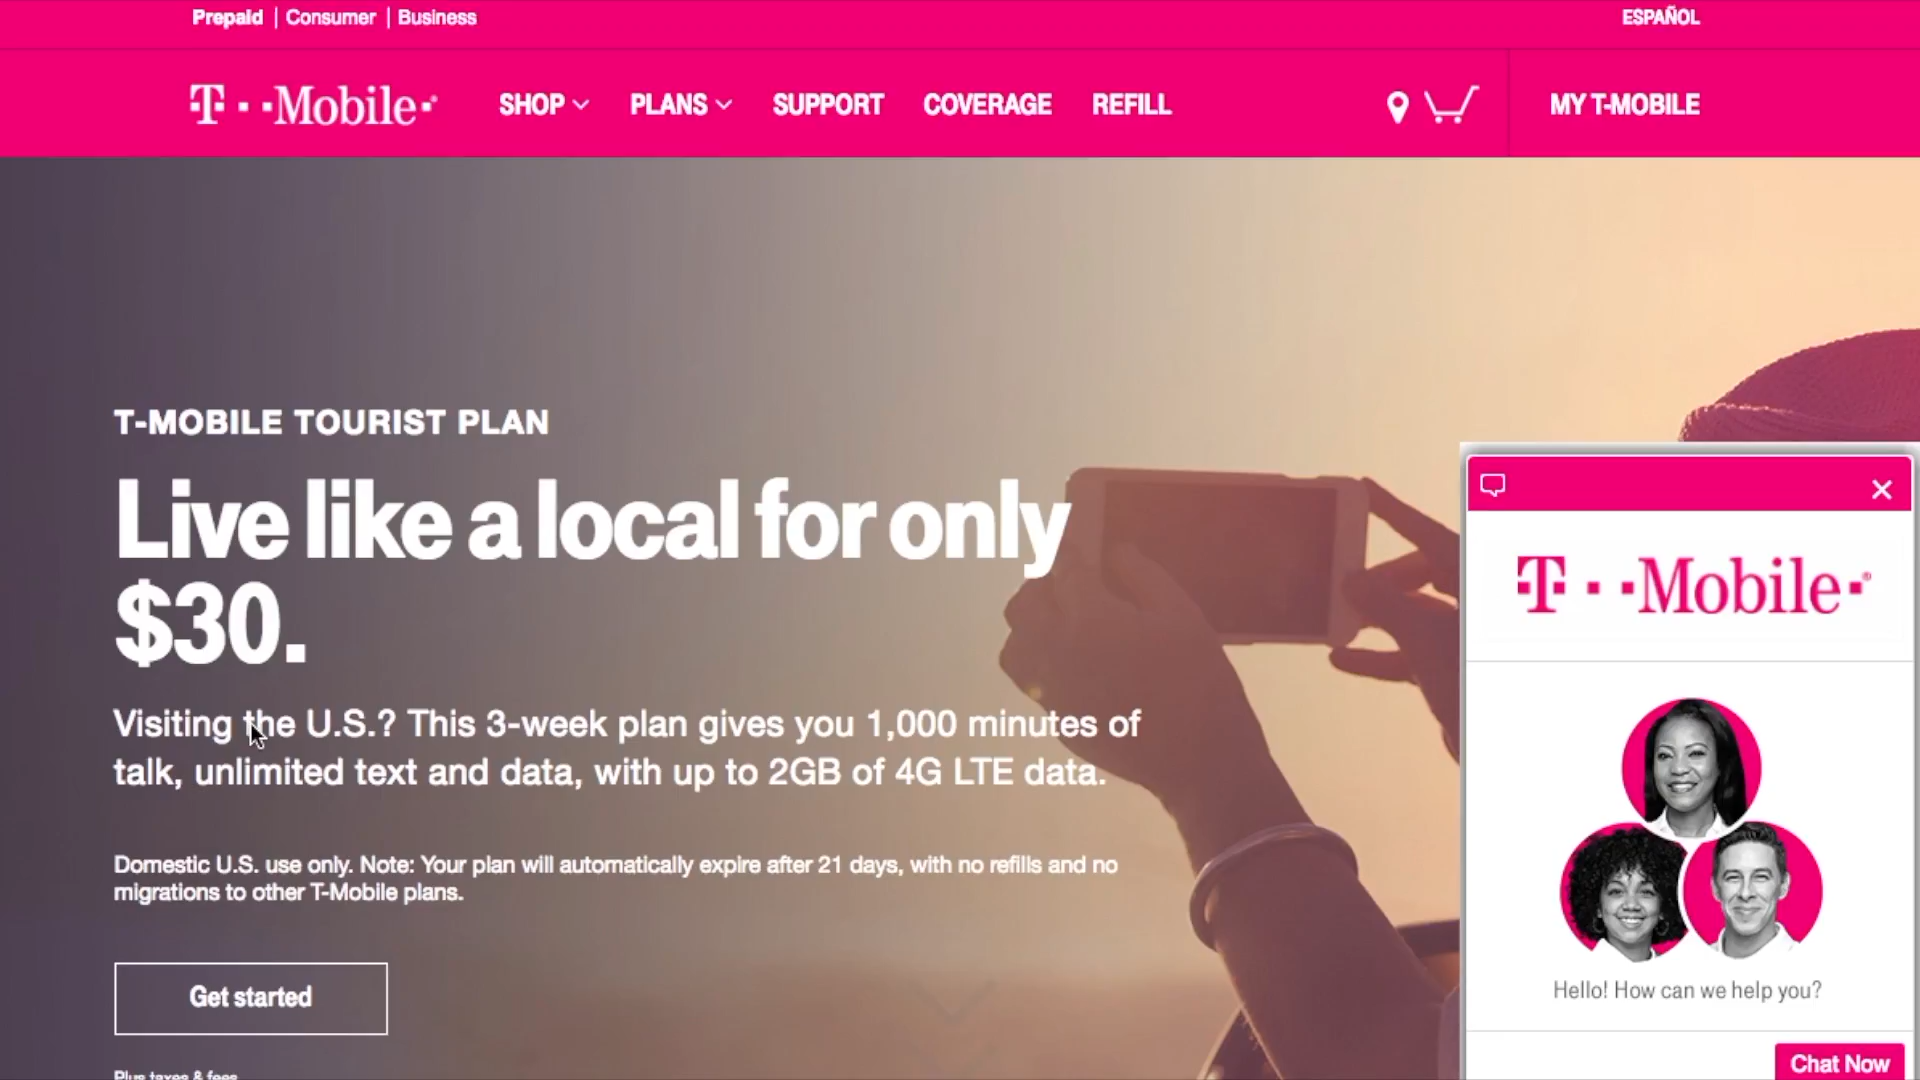 Prepaid | Consumer | Business
ESPAÑOL
T··Mobile·
SHOP PLANS SUPPORT COVERAGE REFILL
MY T-MOBILE
T-MOBILE TOURIST PLAN
Live like a local for only
$30.
Visiting the U.S.? This 3-week plan gives you 1,000 minutes of
talk, unlimited text and data, with up to 2GB of 4G LTE data.
Domestic U.S. use only. Note: Your plan will automatically expire after 21 days, with no refills and no
migrations to other T-Mobile plans.
Get started
Plus taxes & fees
T··Mobile·®
Hello! How can we help you?
Chat Now